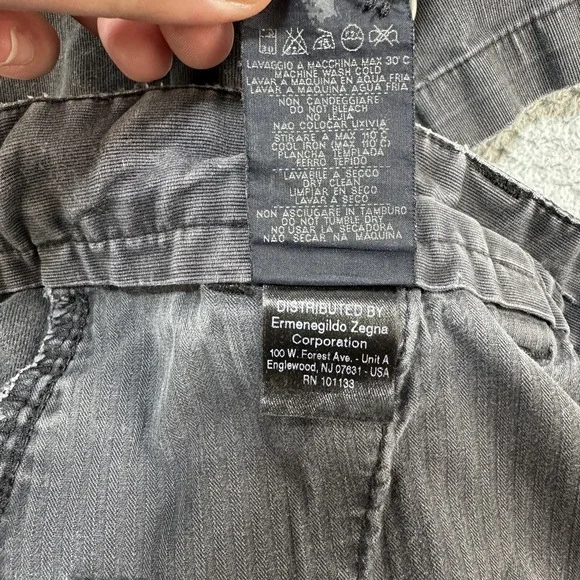 LAVAGGIO A MACCHINA MAX 30°C
MACHINE WASH COLD
LAVAR A MAQUINA EN AGUA FRIA
LAVAR A MAQUINA EM AGUA FRIA
NON CANDEGGIARE
DO NOT BLEACH
NO LEJIA
NAO COLOCAR LIXIVIA
STIRARE A MAX 110°C
COOL IRON (MAX 110°C)
PLANCHA TEMPLADA
FERRO TEPIDO
LAVABILE A SECCO
DRY CLEAN
LIMPIAR EN SECO
LAVAR A SECO
NON ASCIUGARE IN TAMBURO
DO NOT TUMBLE DRY
NO USAR LA SECADORA
NÃO SECAR NA MAQUINA
DISTRIBUTED BY
Ermenegildo Zegna
Corporation
100 W. Forest Ave. - Unit A
Englewood, NJ 07631 - USA
RN 101133